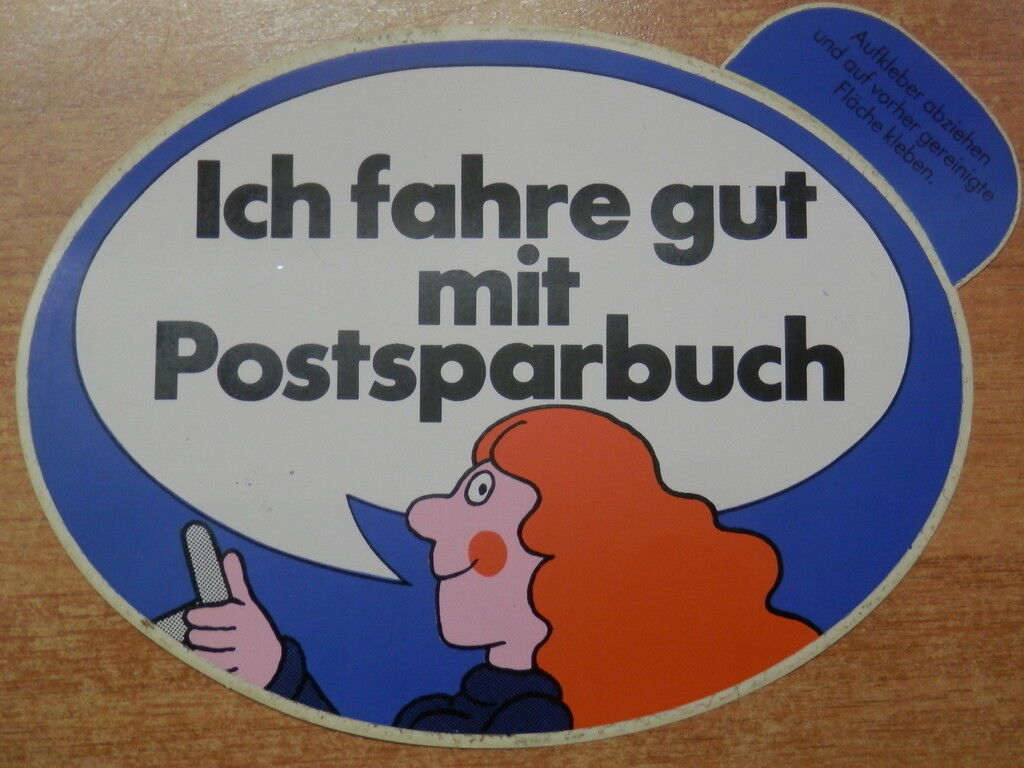 Ich fahre gut
mit
Postsparbuch
Aufkleber abziehen
und auf vorher gereinigte
Fläche kleben.